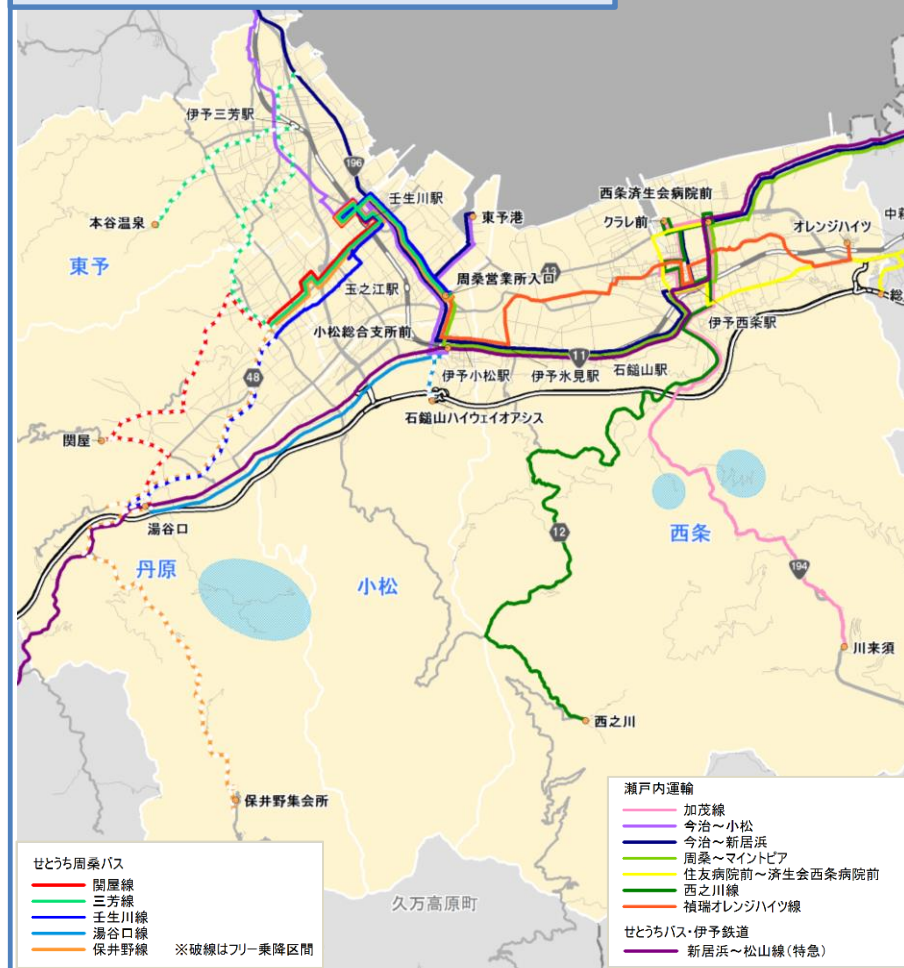 伊予三芳駅
196
壬生川駅
西条済生会病院前
東予港
クラレ前
オレンジハイツ
本谷温泉
中萩
東予
周桑営業所入口
13
総
玉之江駅
伊予西条駅
小松総合支所前
11
石鎚山駅
伊予小松駅
伊予氷見駅
48
石鎚山ハイウェイオアシス
関屋
湯谷口
12
西条
丹原
小松
194
川来須
西之川
保井野集会所
久万高原町
せとうち周桑バス
関屋線
三芳線
壬生川線
湯谷口線
保井野線 ※破線はフリー乗降区間
瀬戸内運輸
加茂線
今治～小松
今治～新居浜
周桑～マイントピア
住友病院前～済生会西条病院前
西之川線
禎瑞オレンジハイツ線
せとうちバス・伊予鉄道
新居浜～松山線(特急)